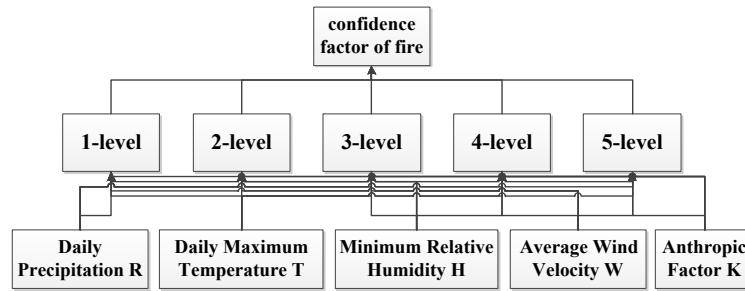 confidence
factor of fire
1-level
2-level
3-level
4-level
5-level
Daily
Precipitation R
Daily Maximum
Temperature T
Minimum Relative
Humidity H
Average Wind
Velocity W
Anthropic
Factor K